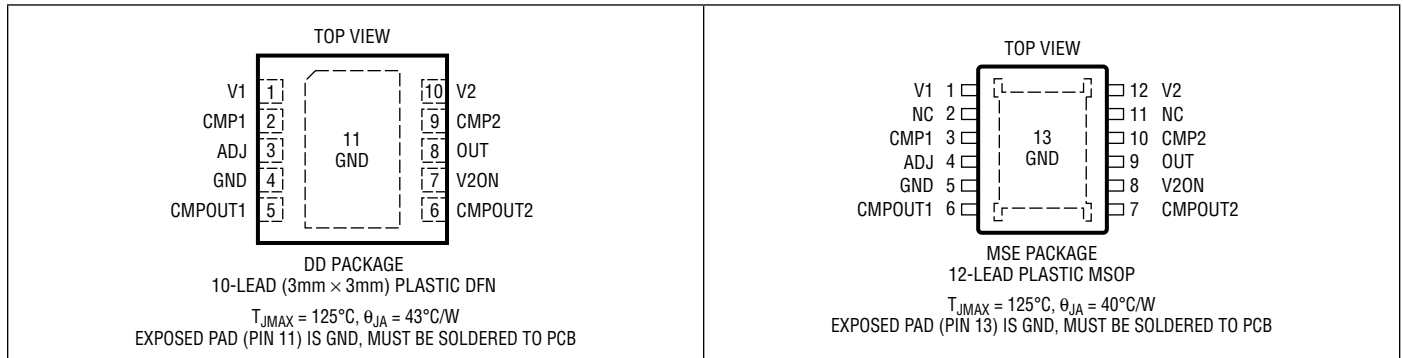 TOP VIEW
V1 1 10 V2
CMP1 2 9 CMP2
ADJ 3 11 GND 8 OUT
GND 4 7 V2ON
CMPOUT1 5 6 CMPOUT2
DD PACKAGE
10-LEAD (3mm × 3mm) PLASTIC DFN
TJMAX = 125°C, θJA = 43°C/W
EXPOSED PAD (PIN 11) IS GND, MUST BE SOLDERED TO PCB
TOP VIEW
V1 1 12 V2
NC 2 11 NC
CMP1 3 13 10 CMP2
ADJ 4 GND 9 OUT
GND 5 8 V2ON
CMPOUT1 6 7 CMPOUT2
MSE PACKAGE
12-LEAD PLASTIC MSOP
TJMAX = 125°C, θJA = 40°C/W
EXPOSED PAD (PIN 13) IS GND, MUST BE SOLDERED TO PCB